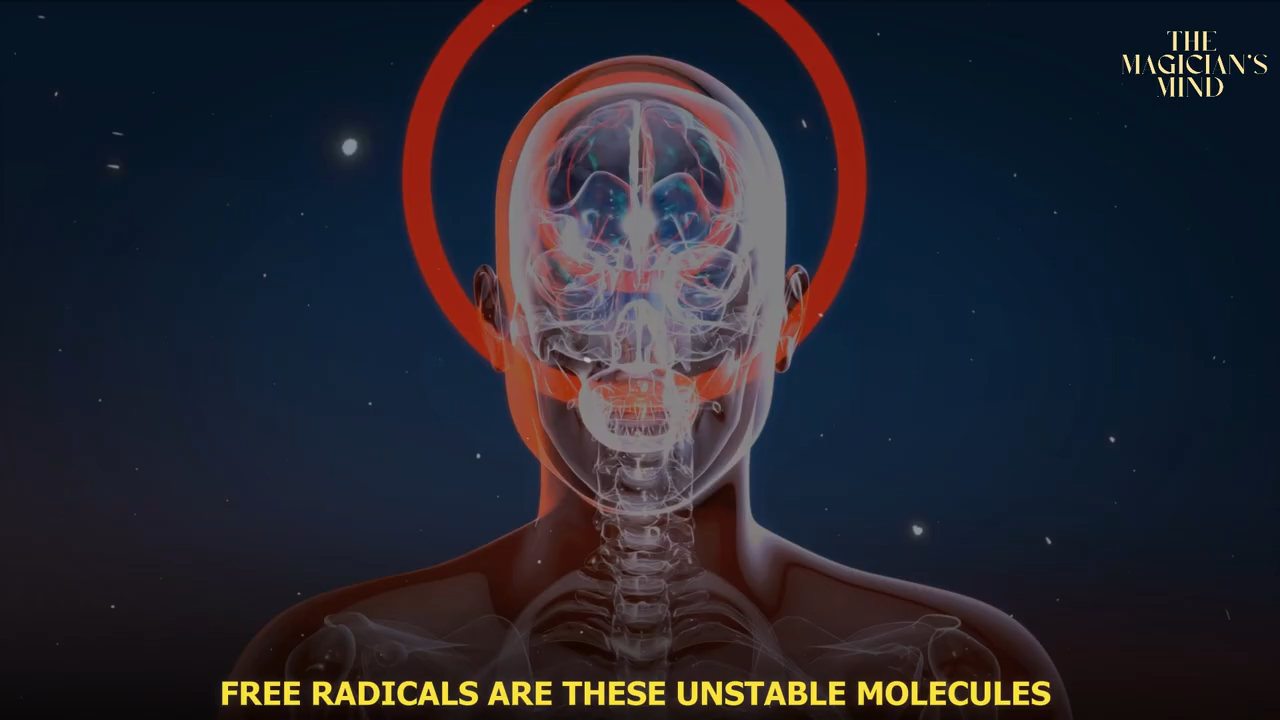 THE
MAGICIAN'S
MIND
FREE RADICALS ARE THESE UNSTABLE MOLECULES